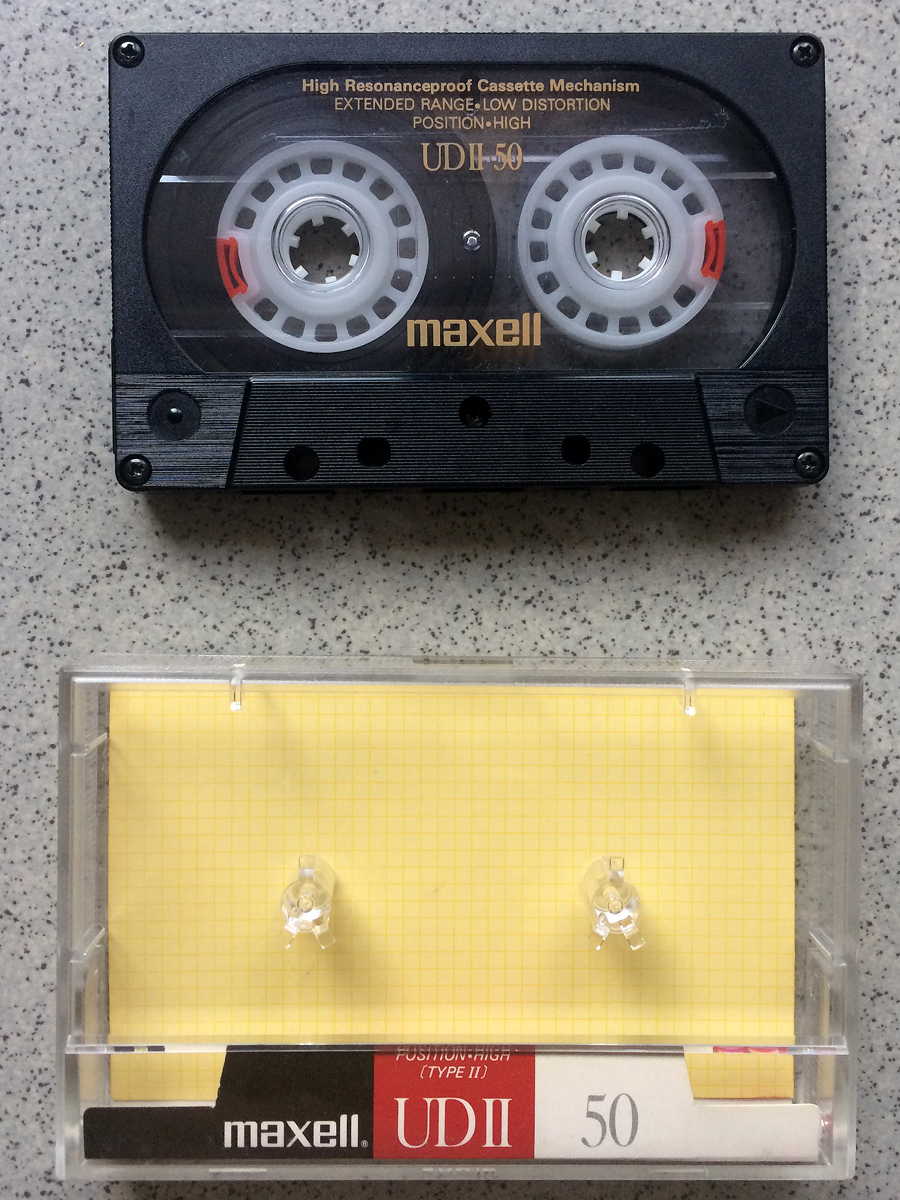 High Resonanceproof Cassette Mechanism
EXTENDED RANGE•LOW DISTORTION
POSITION•HIGH
UDII•50
maxell
POSITION•HIGH
(TYPE II)
maxell® UDII 50